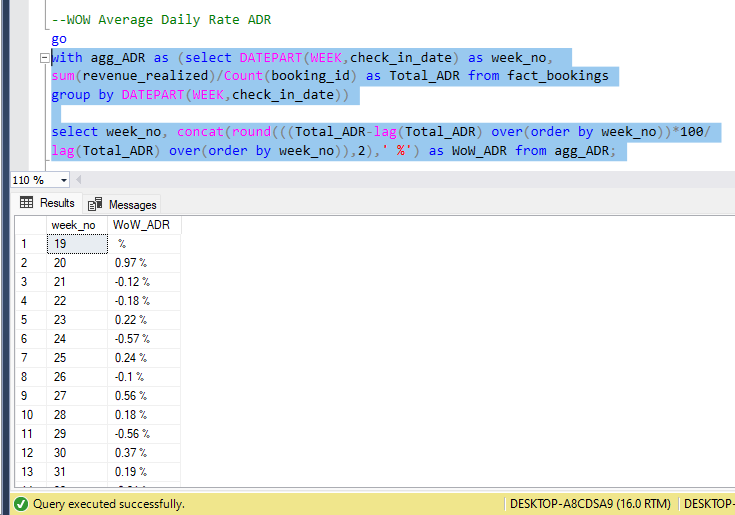 --WOW Average Daily Rate ADR
go
with agg_ADR as (select DATEPART(WEEK,check_in_date) as week_no,
sum(revenue_realized)/Count(booking_id) as Total_ADR from fact_bookings
group by DATEPART(WEEK,check_in_date))
select week_no, concat(round(((Total_ADR-lag(Total_ADR) over(order by week_no))*100/
lag(Total_ADR) over(order by week_no)),2),' %') as WoW_ADR from agg_ADR;
110 %
Results Messages
week_no WoW_ADR
1 19 %
2 20 0.97 %
3 21 -0.12 %
4 22 -0.18 %
5 23 0.22 %
6 24 -0.57 %
7 25 0.24 %
8 26 -0.1 %
9 27 0.56 %
10 28 0.18 %
11 29 -0.56 %
12 30 0.37 %
13 31 0.19 %
Query executed successfully. DESKTOP-A8CDSA9 (16.0 RTM) DESKTOP-